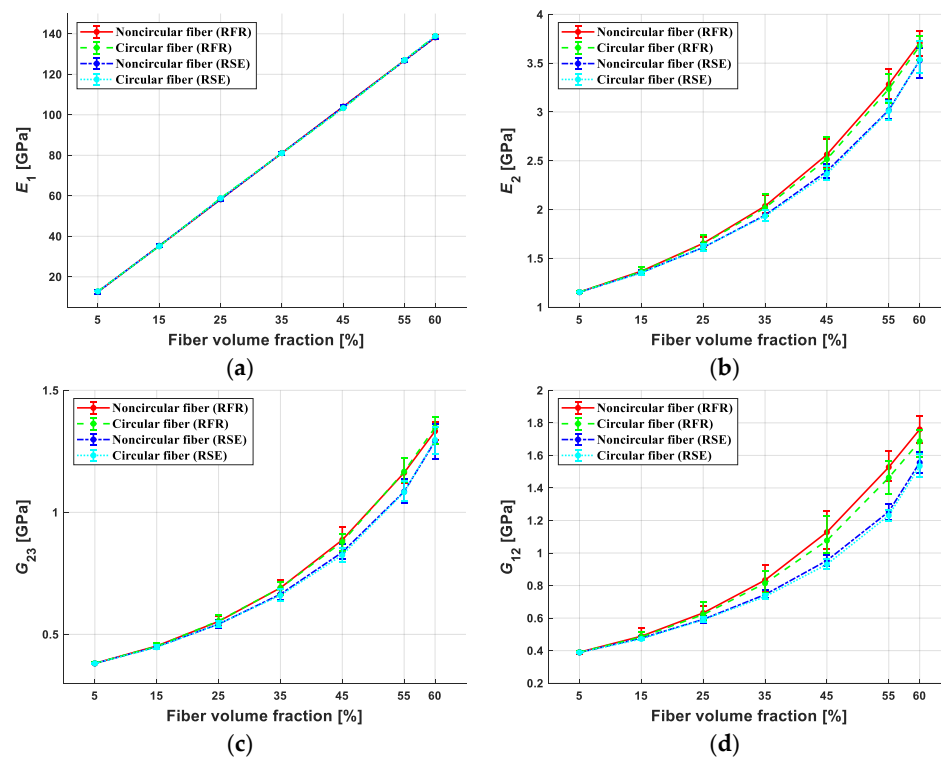 Noncircular fiber (RFR)
Circular fiber (RFR)
Noncircular fiber (RSE)
Circular fiber (RSE)
140
120
100
80
60
40
20
E1 [GPa]
5 15 25 35 45 55 60
Fiber volume fraction [%]
(a)
Noncircular fiber (RFR)
Circular fiber (RFR)
Noncircular fiber (RSE)
Circular fiber (RSE)
4
3.5
3
2.5
2
1.5
1
E2 [GPa]
5 15 25 35 45 55 60
Fiber volume fraction [%]
(b)
Noncircular fiber (RFR)
Circular fiber (RFR)
Noncircular fiber (RSE)
Circular fiber (RSE)
1.5
1
0.5
G23 [GPa]
5 15 25 35 45 55 60
Fiber volume fraction [%]
(c)
Noncircular fiber (RFR)
Circular fiber (RFR)
Noncircular fiber (RSE)
Circular fiber (RSE)
2
1.8
1.6
1.4
1.2
1
0.8
0.6
0.4
0.2
G12 [GPa]
5 15 25 35 45 55 60
Fiber volume fraction [%]
(d)